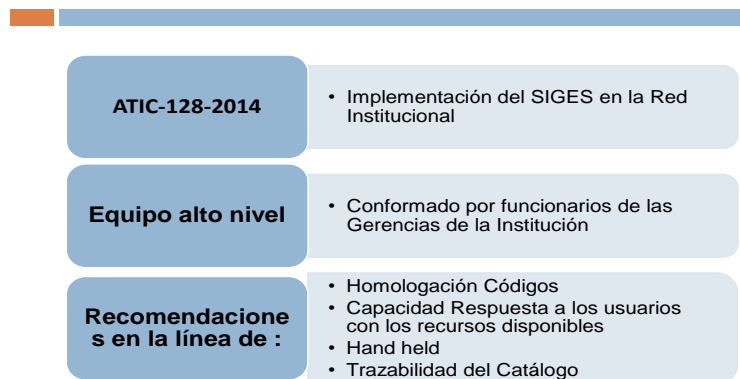 ATIC-128-2014
• Implementación del SIGES en la Red
Institucional
Equipo alto nivel
• Conformado por funcionarios de las
Gerencias de la Institución
Recomendacione
s en la línea de :
• Homologación Códigos
• Capacidad Respuesta a los usuarios
con los recursos disponibles
• Hand held
• Trazabilidad del Catálogo